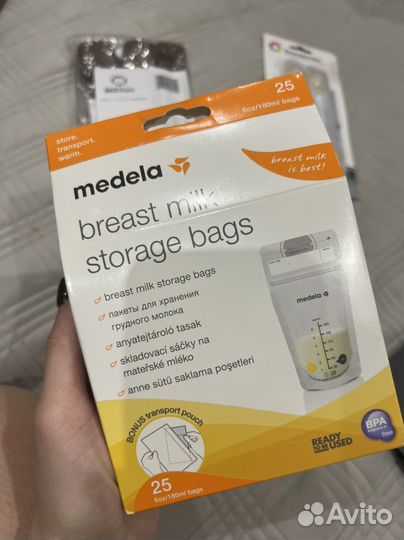 25
6oz/180ml bags
store.
transport.
warm.
medela
breast milk
is best!
breast milk
storage bags
breast milk storage bags
пакеты для хранения
грудного молока
anyatejtároló tasak
skladovací sáčky na
mateřské mléko
anne sütü saklama poşetleri
medela
BONUS transport pouch
25
6oz/180ml bags
READY
TO BE USED
BPA
free
Avito